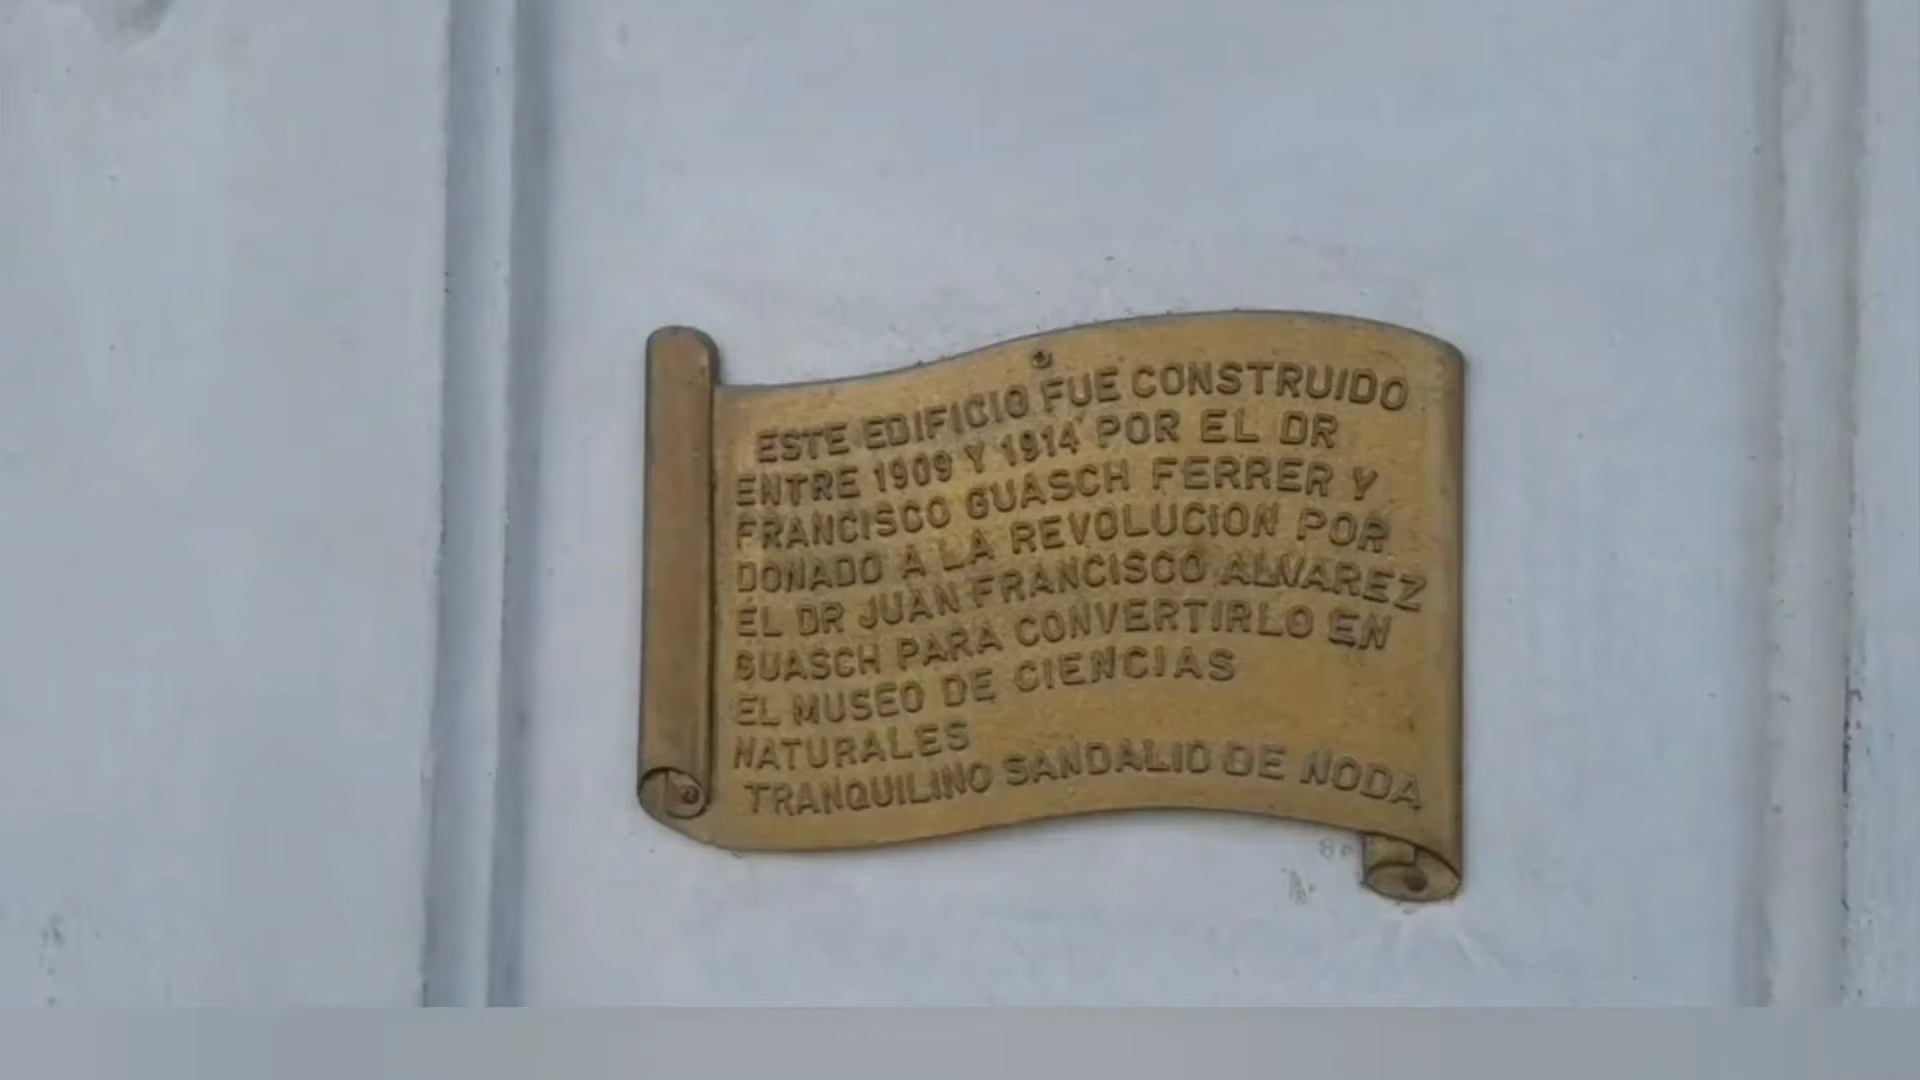 ESTE EDIFICIO FUE CONSTRUIDO
ENTRE 1909 Y 1914 POR EL DR
FRANCISCO GUASCH FERRER Y
DONADO A LA REVOLUCION POR
EL DR JUAN FRANCISCO ALVAREZ
GUASCH PARA CONVERTIRLO EN
EL MUSEO DE CIENCIAS
NATURALES
TRANQUILINO SANDALIO DE NODA